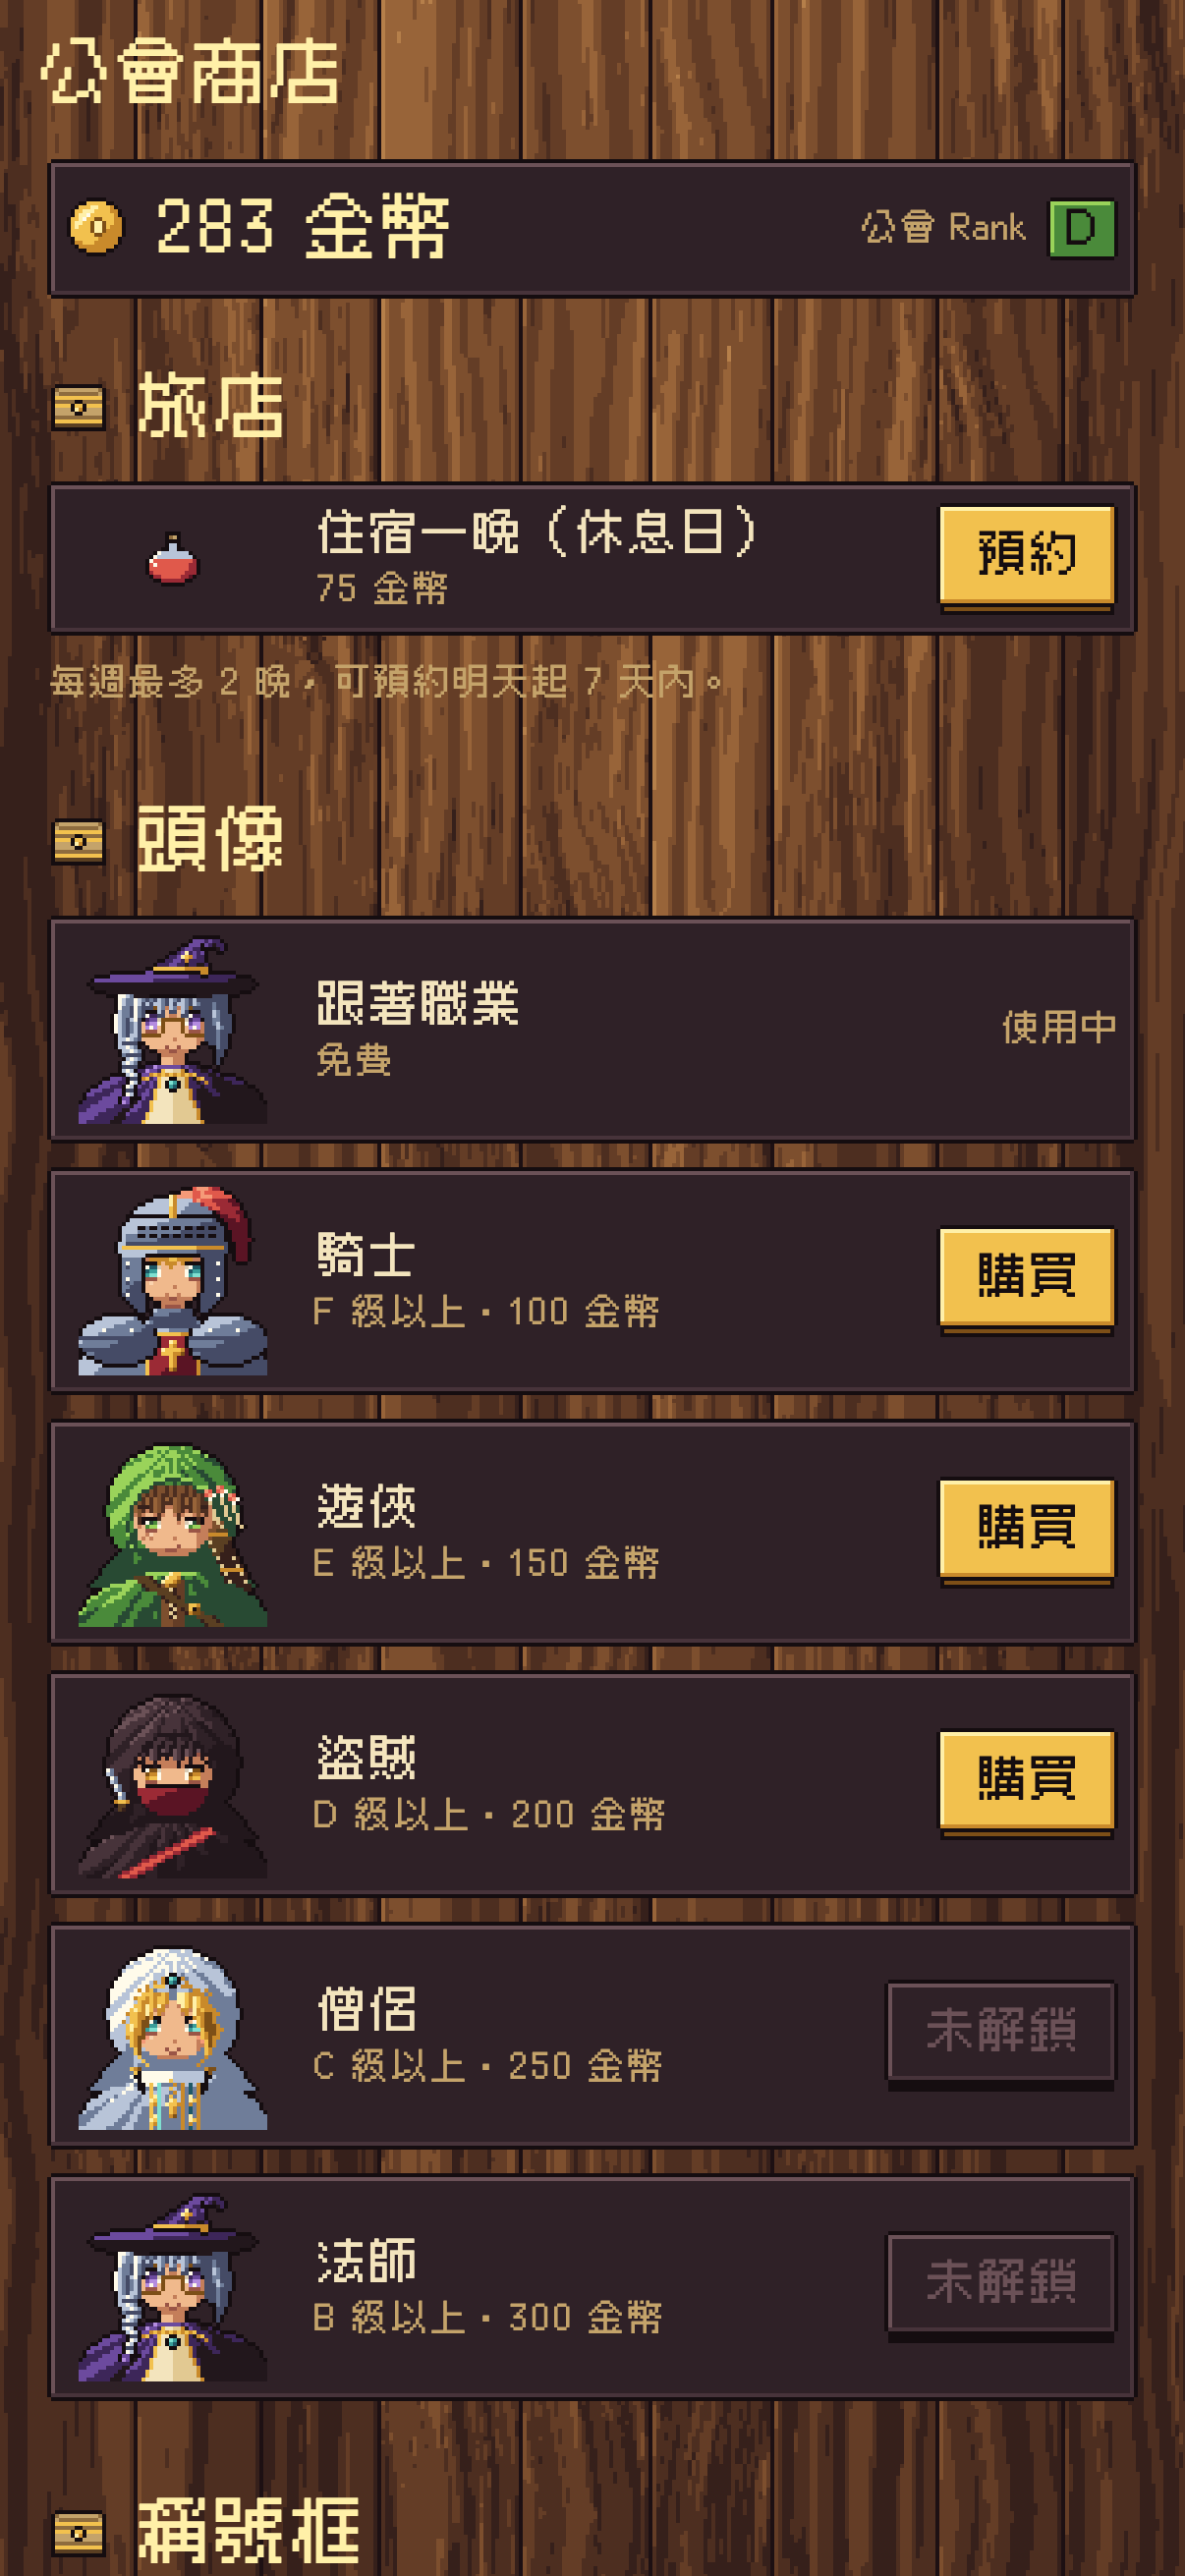 公會商店
283 金幣
公會 Rank D
旅店
住宿一晚（休息日）
75 金幣
預約
每週最多 2 晚，可預約明天起 7 天內。
頭像
跟著職業
免費
使用中
騎士
F 級以上・100 金幣
購買
遊俠
E 級以上・150 金幣
購買
盜賊
D 級以上・200 金幣
購買
僧侶
C 級以上・250 金幣
未解鎖
法師
B 級以上・300 金幣
未解鎖
稱號框